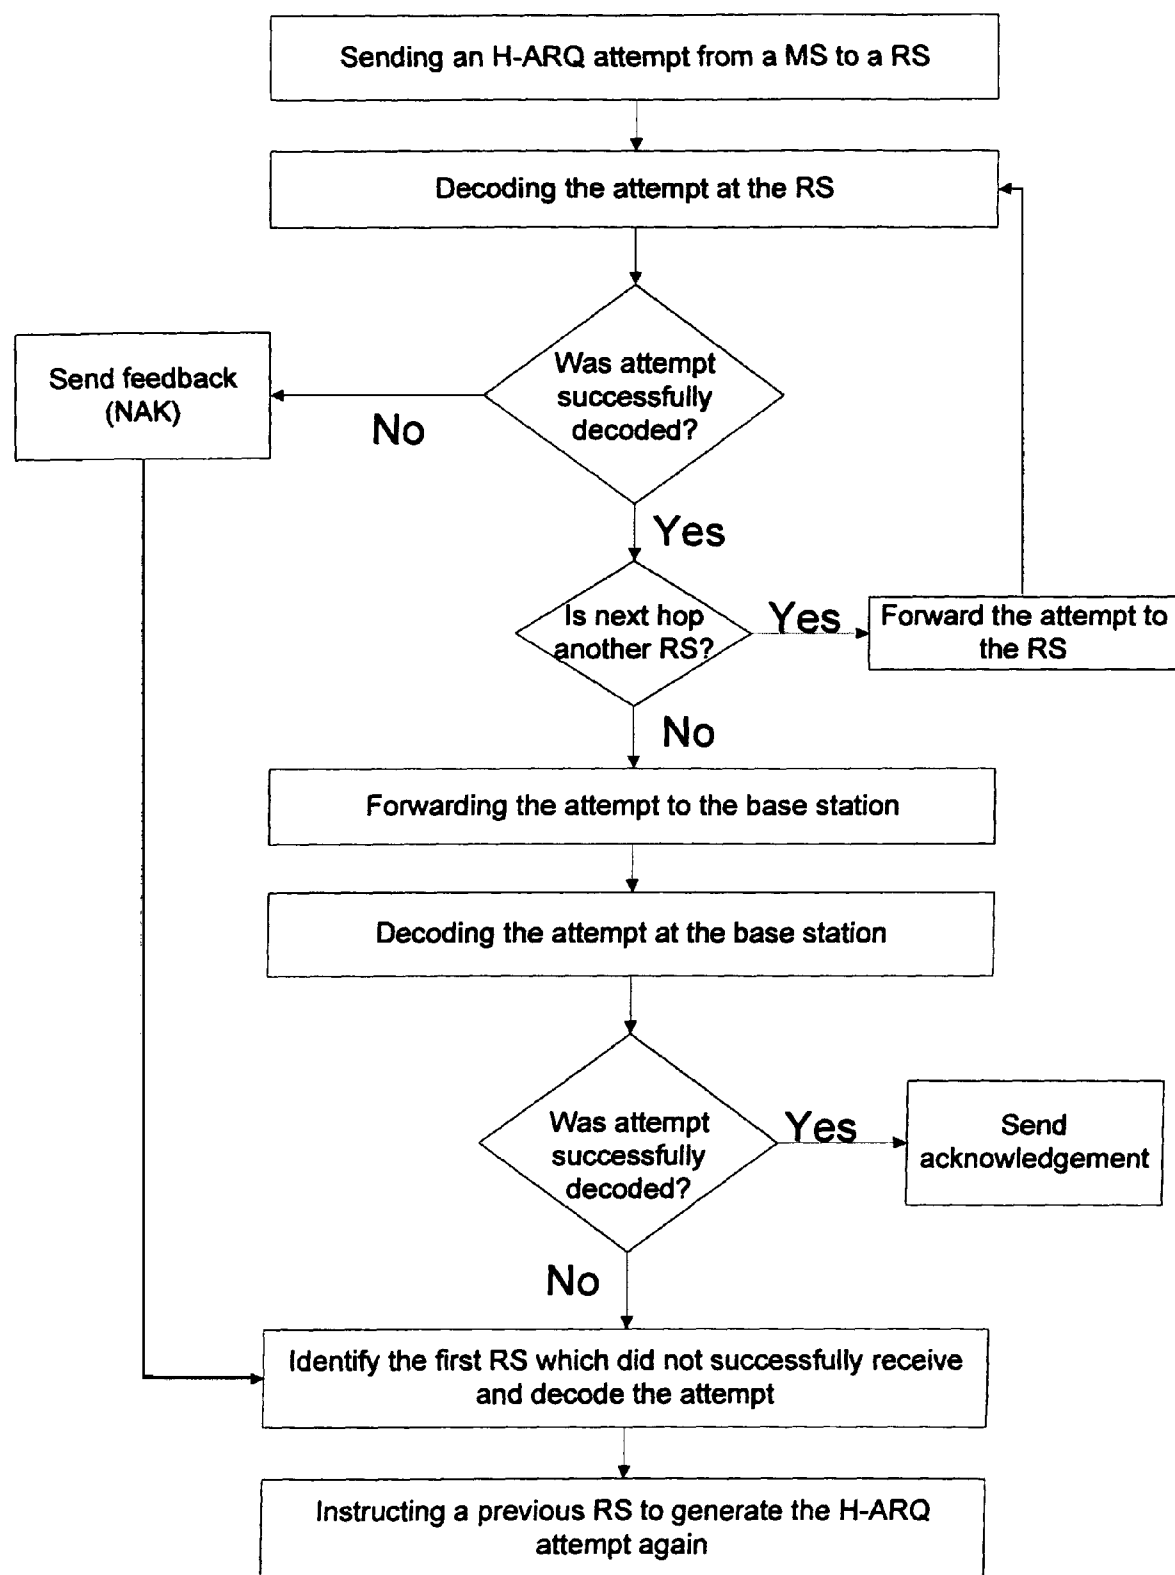 Sending an H-ARQ attempt from a MS to a RS
Decoding the attempt at the RS
Was attempt
successfully
decoded?
No
Send feedback
(NAK)
Yes
Is next hop
another RS?
Yes
Forward the attempt to
the RS
No
Forwarding the attempt to the base station
Decoding the attempt at the base station
Was attempt
successfully
decoded?
Yes
Send
acknowledgement
No
Identify the first RS which did not successfully receive
and decode the attempt
Instructing a previous RS to generate the H-ARQ
attempt again